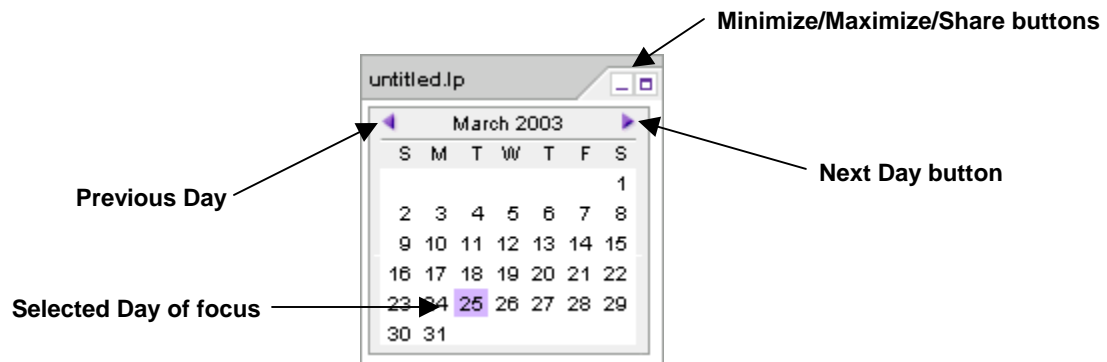 Minimize/Maximize/Share buttons
untitled.lp
March 2003
S M T W T F S
1
Next Day button
Previous Day
2 3 4 5 6 7 8
9 10 11 12 13 14 15
16 17 18 19 20 21 22
Selected Day of focus
23 24 25 26 27 28 29
30 31